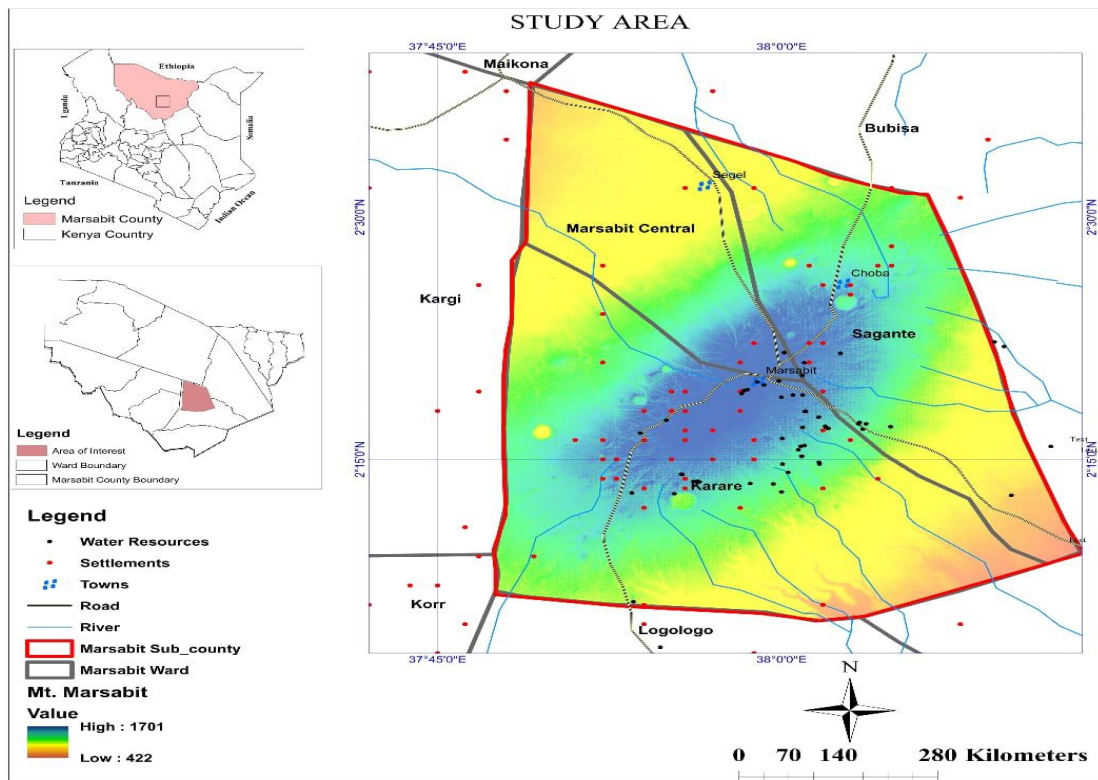 STUDY AREA
Ethiopia
Uganda
Somalia
Tanzania
Indian Ocean
Legend
Marsabit County
Kenya Country
Legend
Area of Interest
Ward Boundary
Marsabit County Boundary
Legend
Water Resources
Settlements
Towns
Road
River
Marsabit Sub_county
Marsabit Ward
Mt. Marsabit
Value
High : 1701
Low : 422
37°45'0"E
38°0'0"E
Maikona
Bubisa
Segel
2°30'0"N
2°30'0"N
Marsabit Central
Kargi
Choba
Sagante
Marsabit
Text
2°15'0"N
2°15'0"N
Karare
Korr
Logologo
37°45'0"E
38°0'0"E
N
0 70 140 280 Kilometers